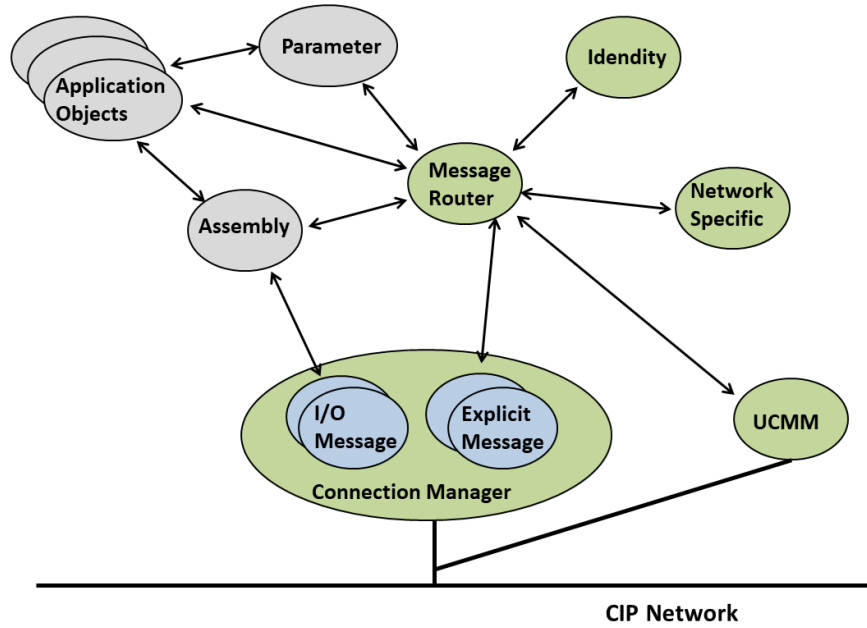 Parameter
Idendity
Application
Objects
Message
Router
Network
Specific
Assembly
I/O
Message
Explicit
Message
UCMM
Connection Manager
CIP Network